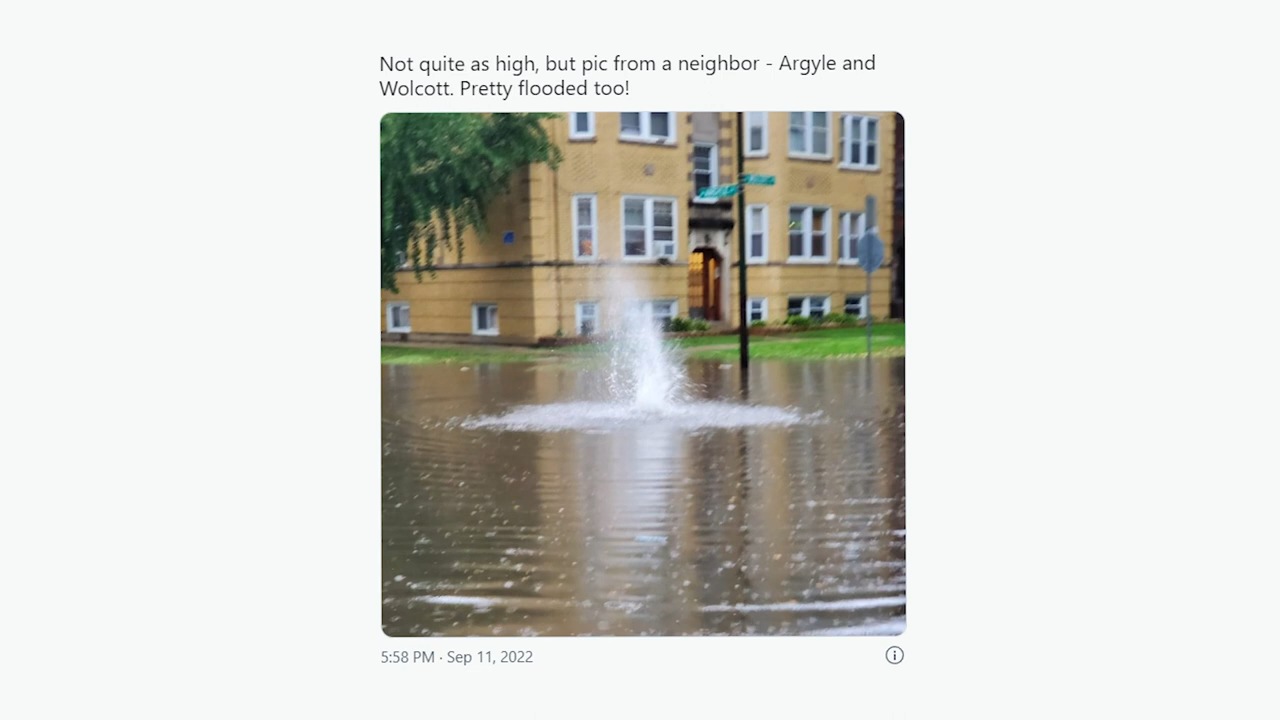 Not quite as high, but pic from a neighbor - Argyle and
Wolcott. Pretty flooded too!
5:58 PM · Sep 11, 2022